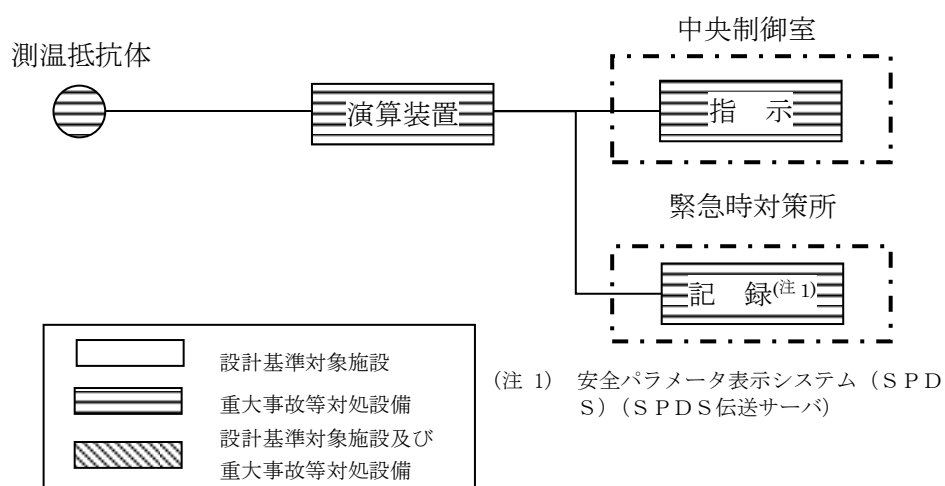 中央制御室
測温抵抗体
演算装置
指　示
緊急時対策所
記　録(注 1)
設計基準対象施設
重大事故等対処設備
設計基準対象施設及び
重大事故等対処設備
(注 1)　安全パラメータ表示システム（ＳＰＤ
Ｓ）（ＳＰＤＳ伝送サーバ）